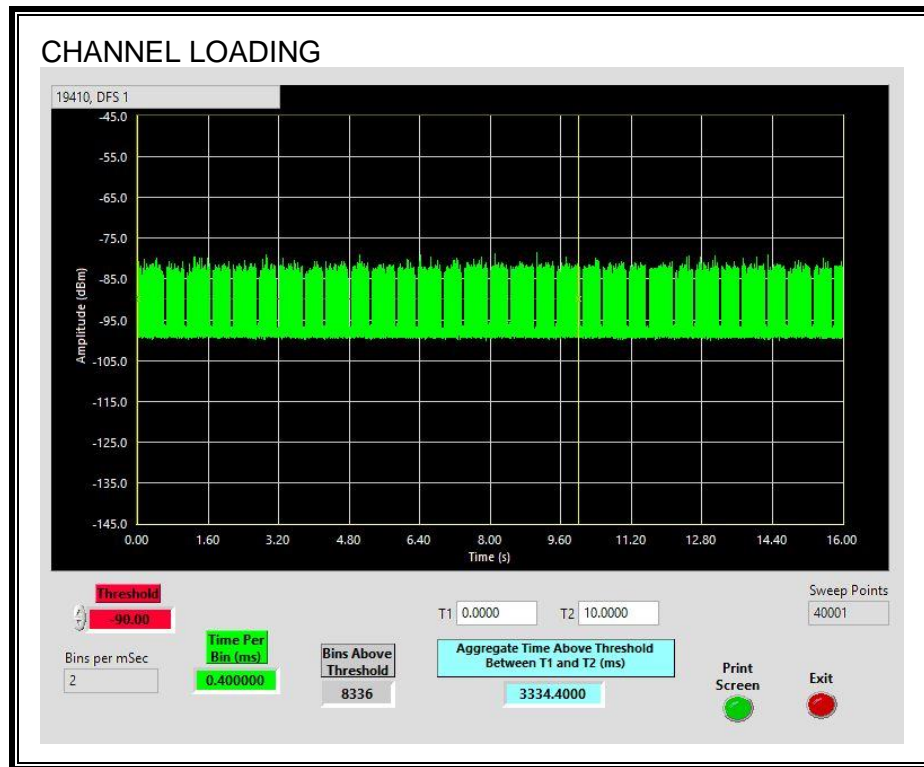 CHANNEL LOADING
19410, DFS 1
-45.0
-55.0
-65.0
-75.0
-85.0
-95.0
-105.0
-115.0
-125.0
-135.0
-145.0
Amplitude (dBm)
0.00 1.60 3.20 4.80 6.40 8.00 9.60 11.20 12.80 14.40 16.00
Time (s)
Threshold
-90.00
Bins per mSec
2
Time Per
Bin (ms)
0.400000
Bins Above
Threshold
8336
T1 0.0000 T2 10.0000
Aggregate Time Above Threshold
Between T1 and T2 (ms)
3334.4000
Sweep Points
40001
Print
Screen
Exit